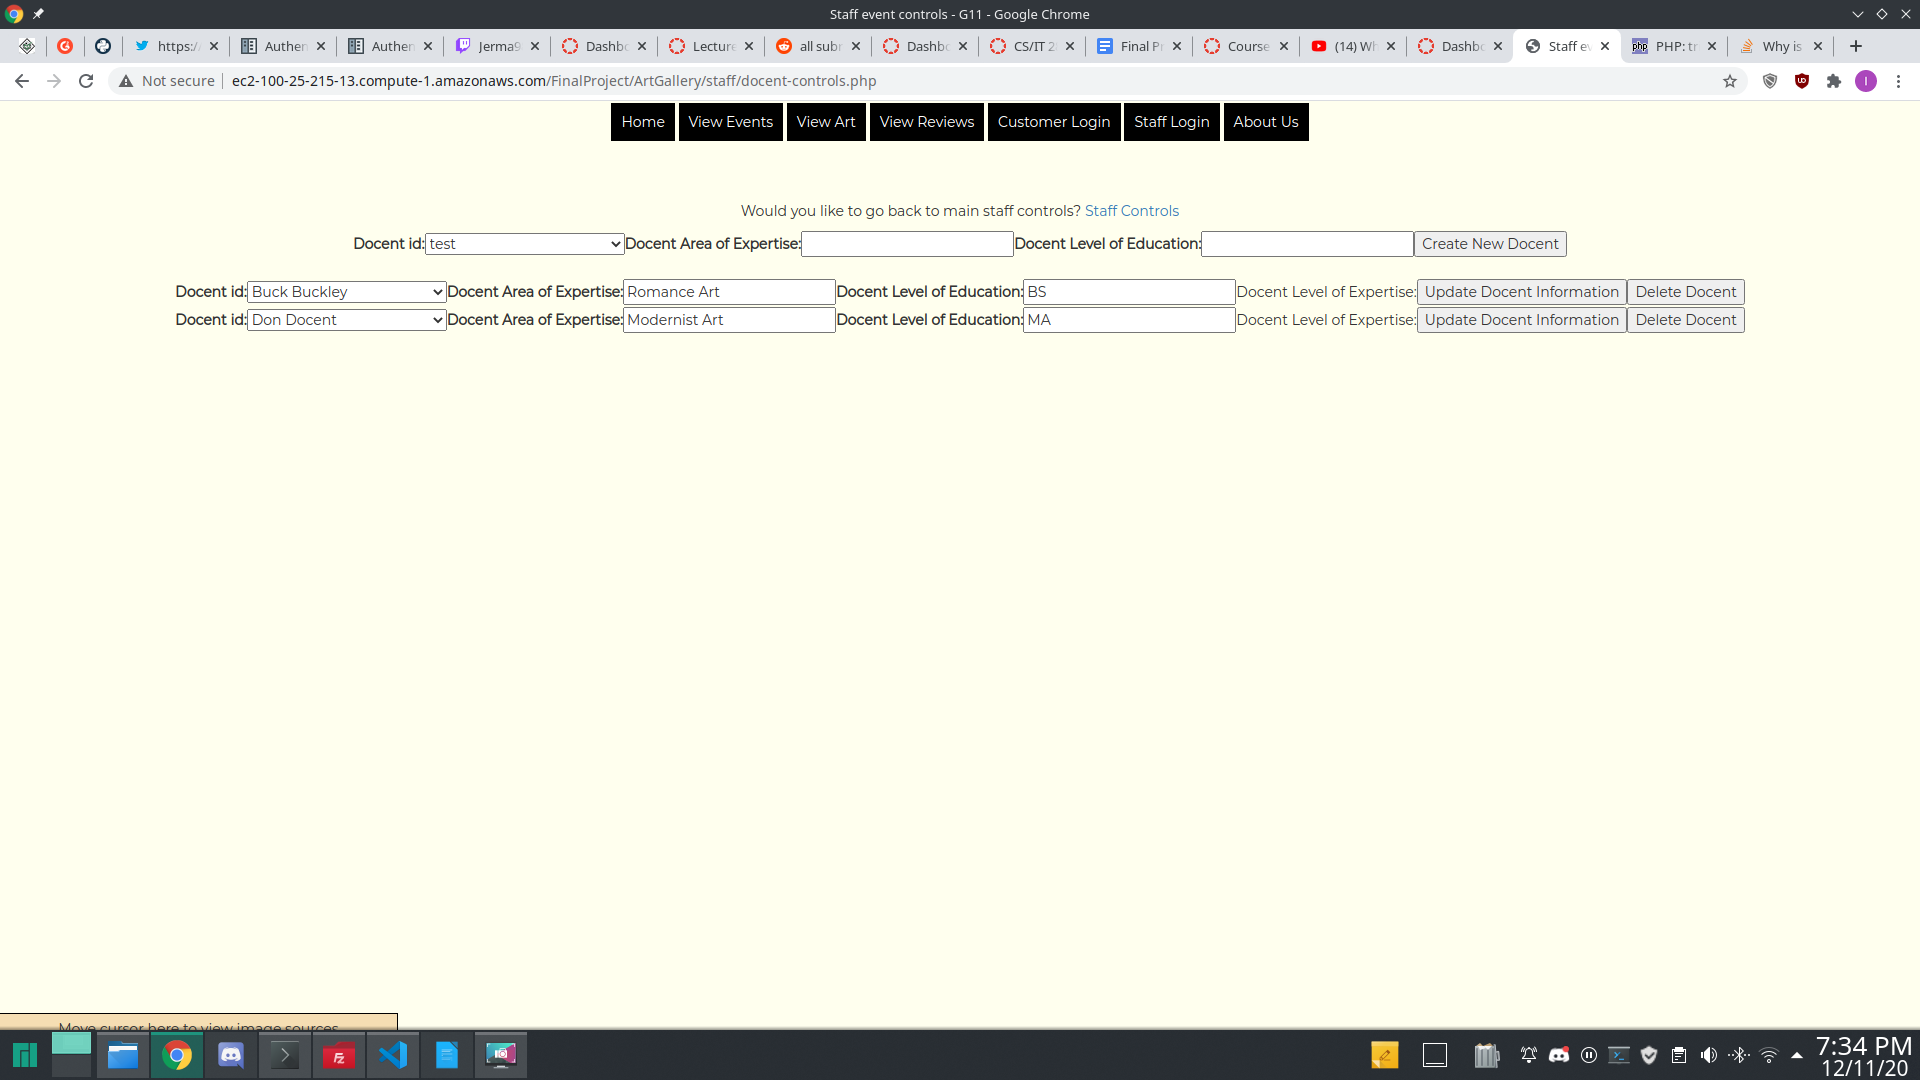 Staff event controls - G11 - Google Chrome
https:/ Authen Authen Jerma9 Dashbo Lecture all subr Dashbo CS/IT 2 Final Pr Course (14) Wh Dashbo Staff ev PHP: tr Why is
Not secure ec2-100-25-215-13.compute-1.amazonaws.com/FinalProject/ArtGallery/staff/docent-controls.php
Home View Events View Art View Reviews Customer Login Staff Login About Us
Would you like to go back to main staff controls? Staff Controls
Docent id: test Docent Area of Expertise: Docent Level of Education: Create New Docent
Docent id: Buck Buckley Docent Area of Expertise: Romance Art Docent Level of Education: BS Docent Level of Expertise: Update Docent Information Delete Docent
Docent id: Don Docent Docent Area of Expertise: Modernist Art Docent Level of Education: MA Docent Level of Expertise: Update Docent Information Delete Docent
Move cursor here to view image sources
7:34 PM
12/11/20